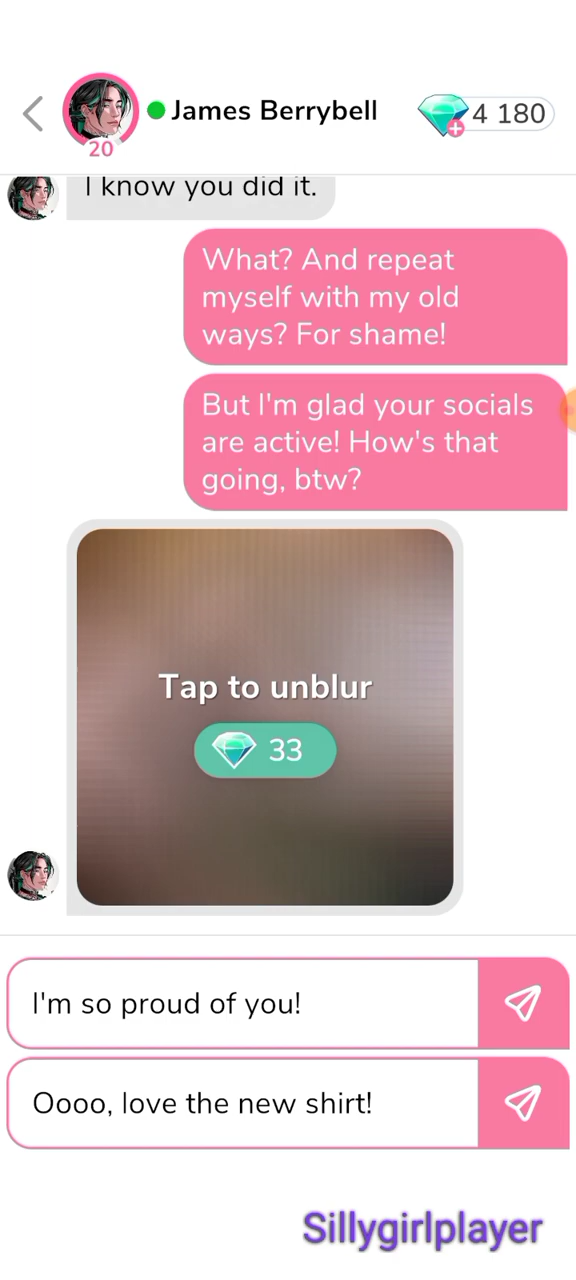 James Berrybell
4 180
20
I know you did it.
What? And repeat
myself with my old
ways? For shame!
But I'm glad your socials
are active! How's that
going, btw?
Tap to unblur
33
I'm so proud of you!
Oooo, love the new shirt!
Sillygirlplayer